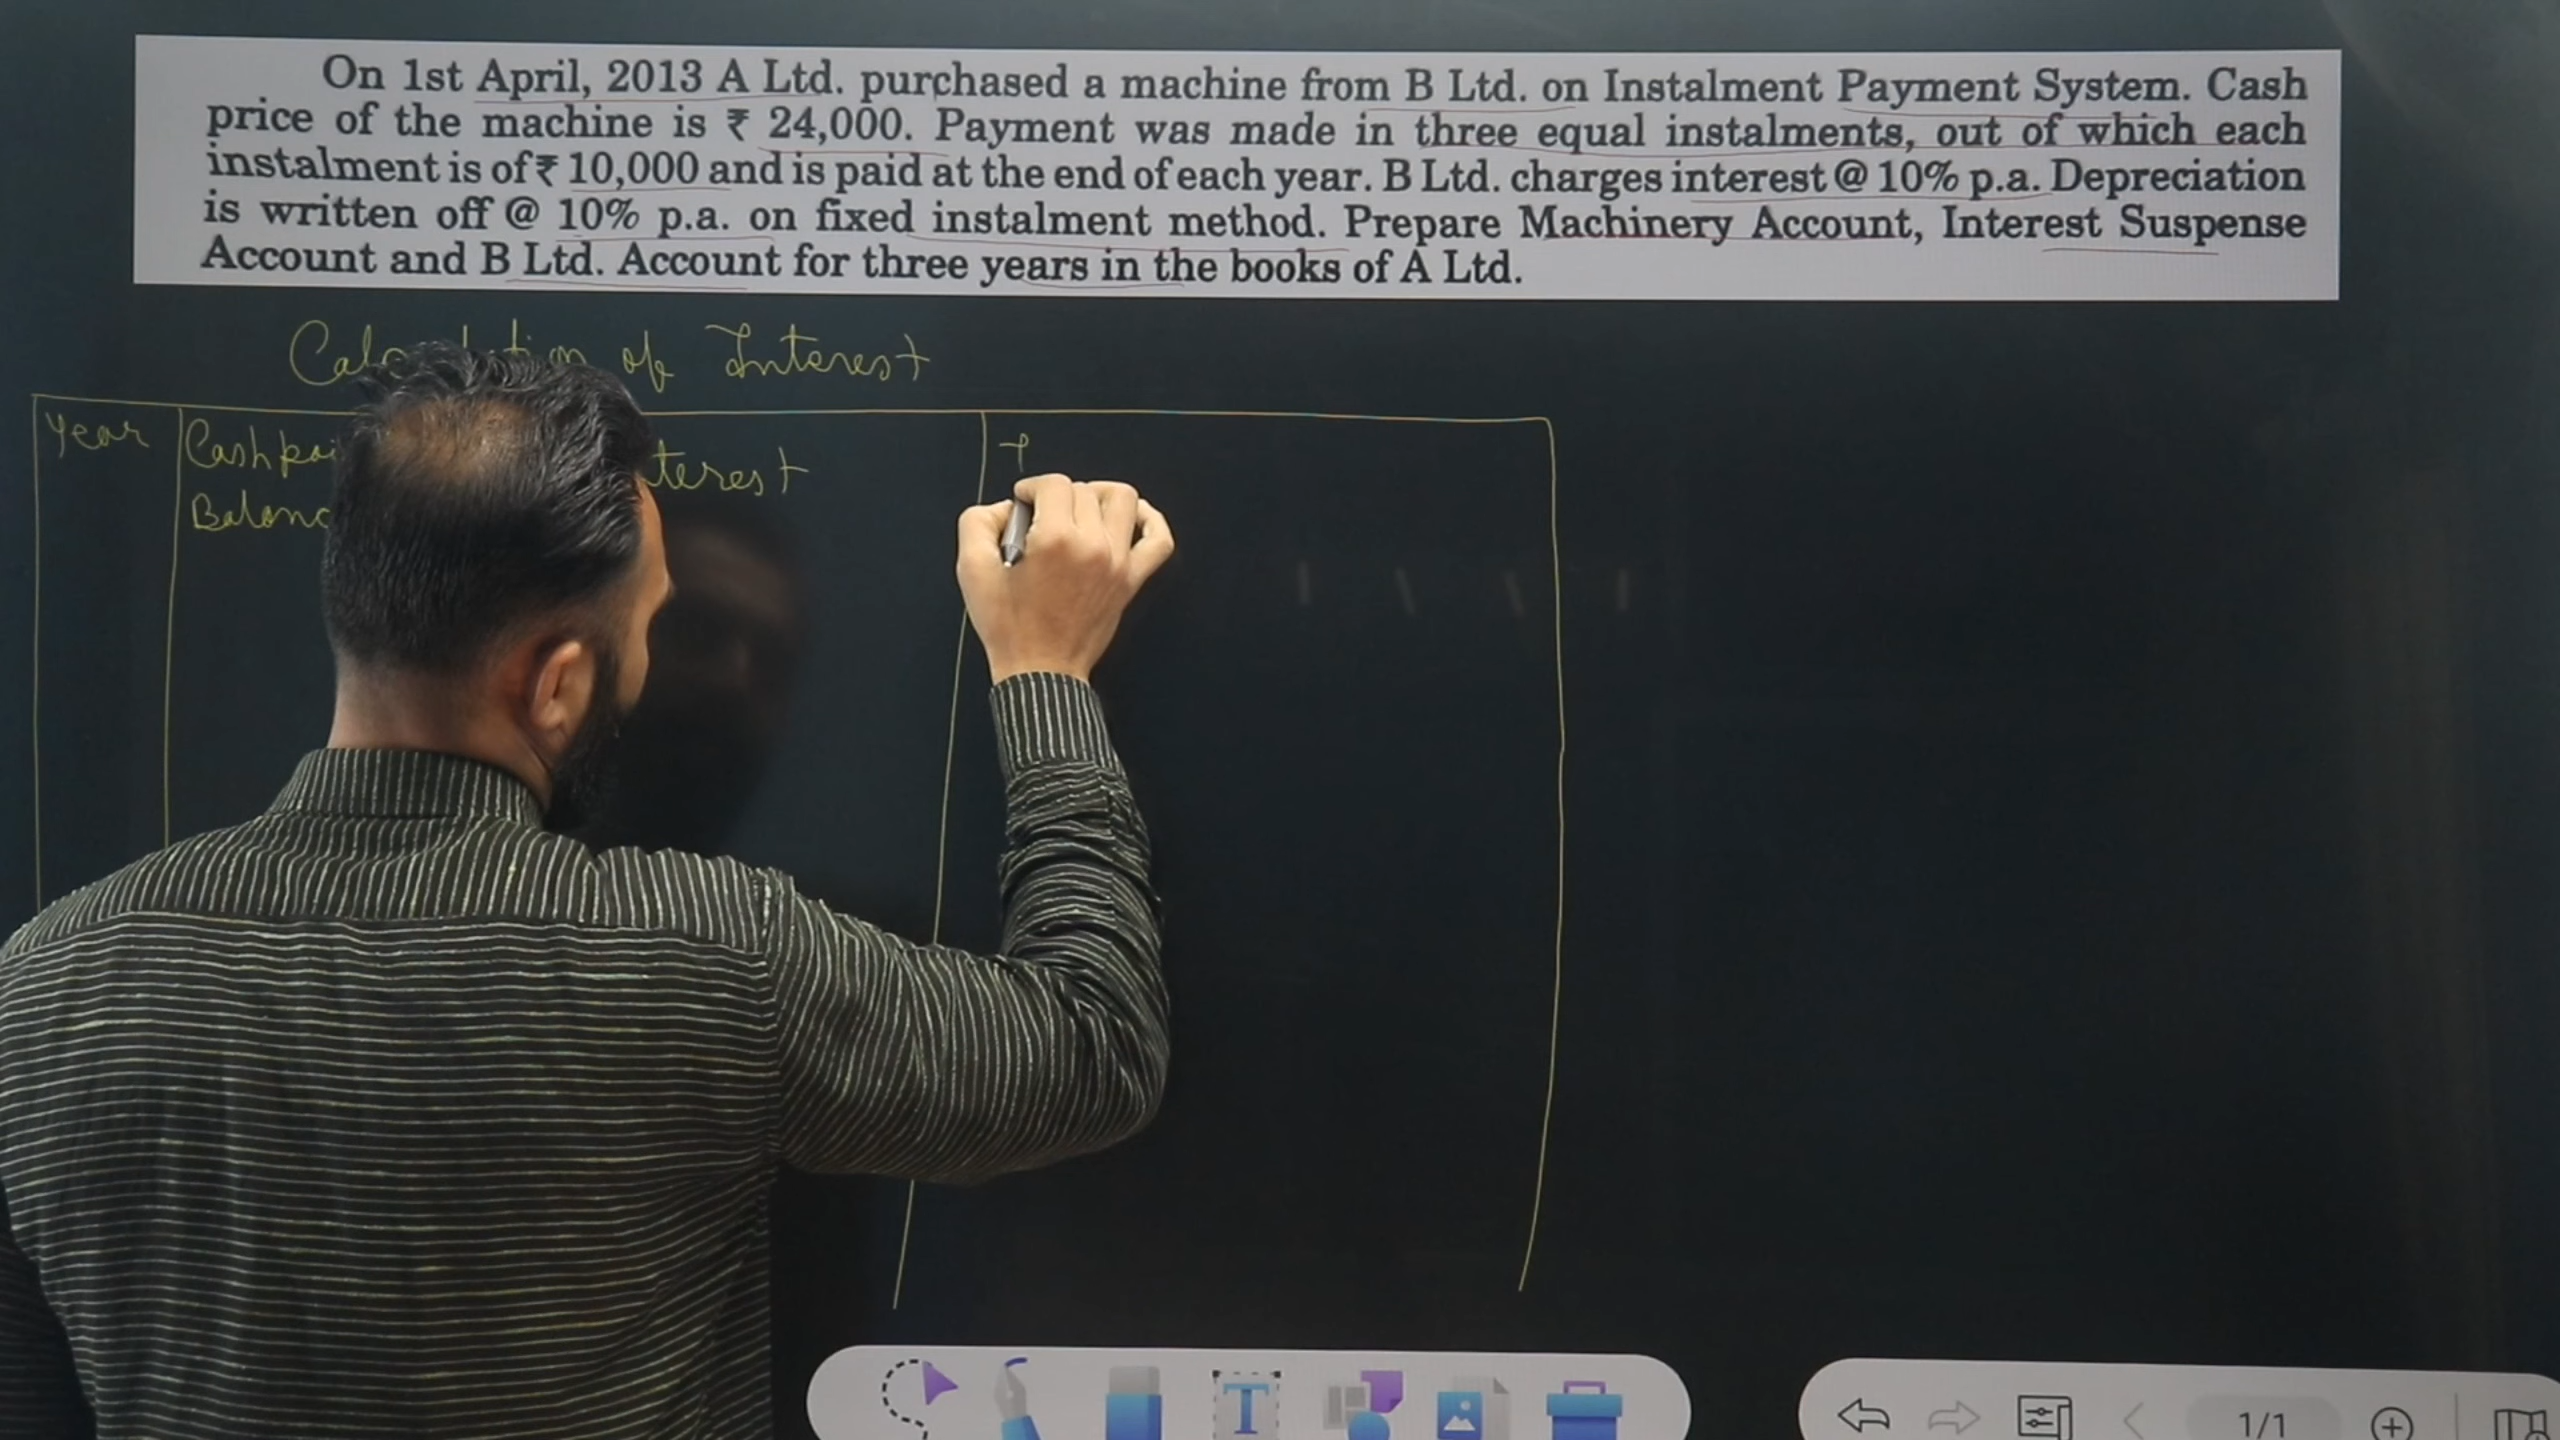 On 1st April, 2013 A Ltd. purchased a machine from B Ltd. on Instalment Payment System. Cash
price of the machine is ₹ 24,000. Payment was made in three equal instalments, out of which each
instalment is of ₹ 10,000 and is paid at the end of each year. B Ltd. charges interest @ 10% p.a. Depreciation
is written off @ 10% p.a. on fixed instalment method. Prepare Machinery Account, Interest Suspense
Account and B Ltd. Account for three years in the books of A Ltd.
of Interest
Year
1/1